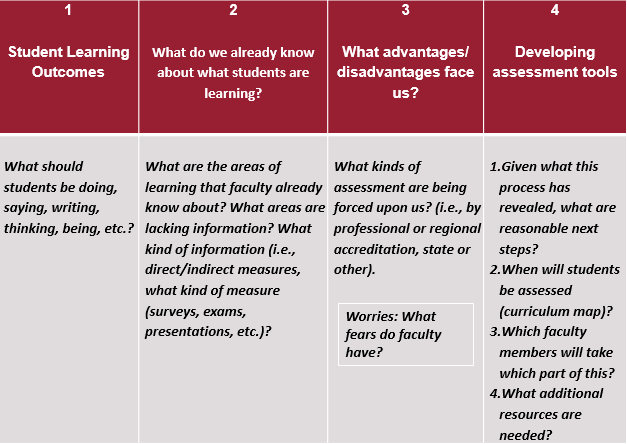 1
Student Learning
Outcomes
2
What do we already know
about what students are
learning?
3
What advantages/
disadvantages face
us?
4
Developing
assessment tools
What should
students be doing,
saying, writing,
thinking, being, etc.?
What are the areas of
learning that faculty already
know about? What areas are
lacking information? What
kind of information (i.e.,
direct/indirect measures,
what kind of measure
(surveys, exams,
presentations, etc.)?
What kinds of
assessment are being
forced upon us? (i.e., by
professional or regional
accreditation, state or
other).
Worries: What
fears do faculty
have?
1.Given what this
process has
revealed, what are
reasonable next
steps?
2.When will students
be assessed
(curriculum map)?
3.Which faculty
members will take
which part of this?
4.What additional
resources are
needed?